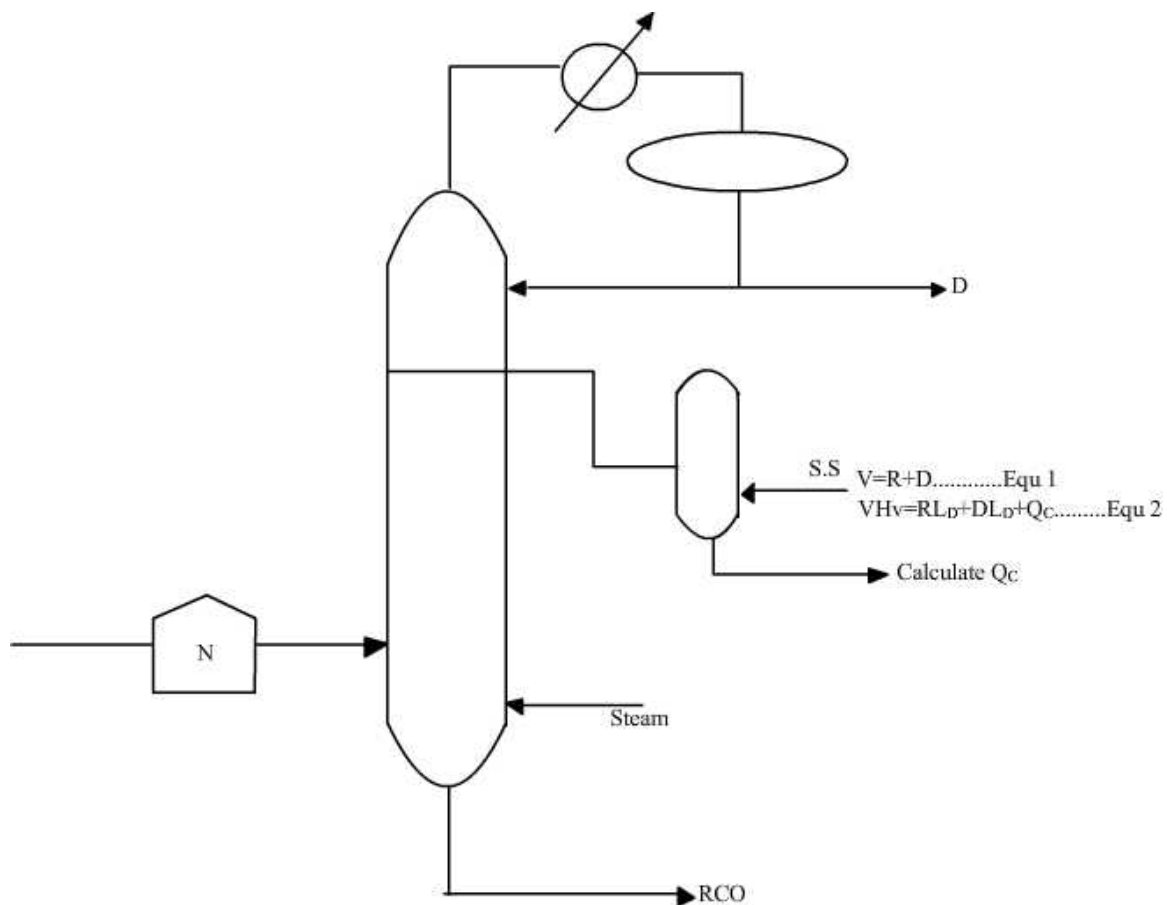 D
S.S
V=R+D............Equ 1
VHv=RLD+DLD+QC.........Equ 2
Calculate QC
N
Steam
RCO